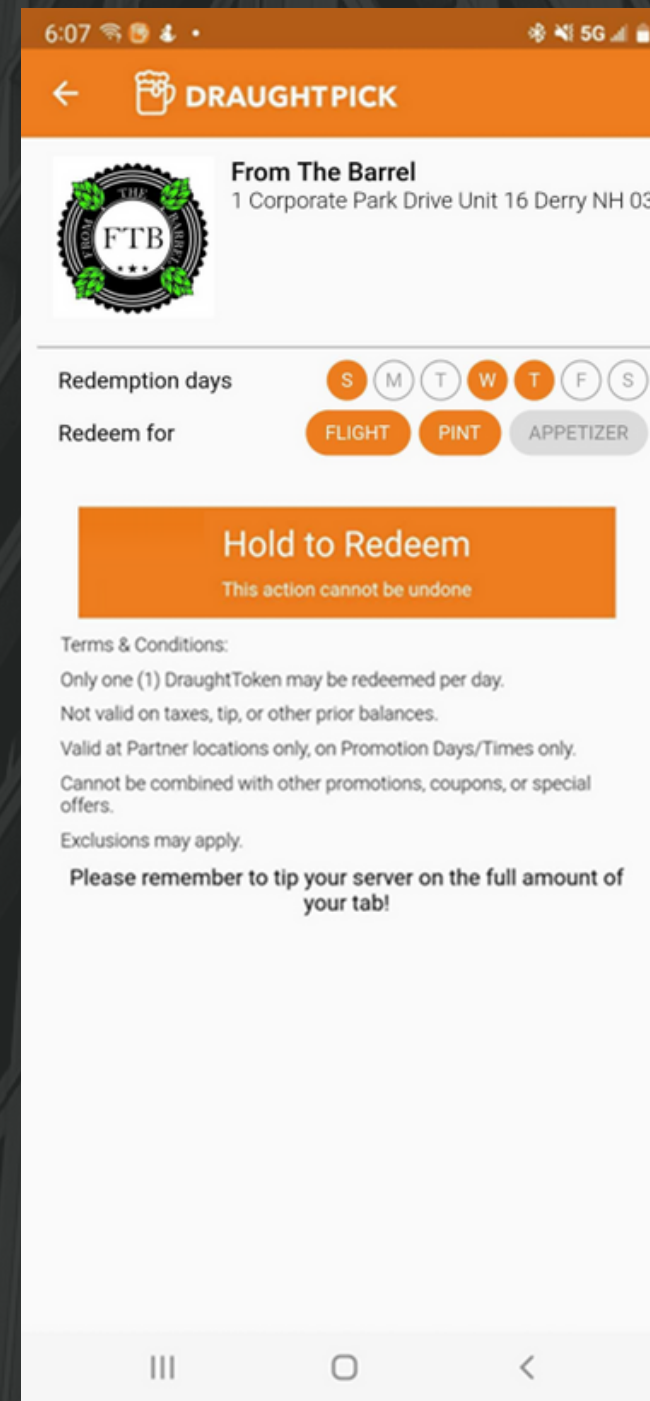 6:07 5G
DRAUGHTPICK
From The Barrel
1 Corporate Park Drive Unit 16 Derry NH 03
FROM THE BARREL
FTB
Redemption days S M T W T F S
Redeem for FLIGHT PINT APPETIZER
Hold to Redeem
This action cannot be undone
Terms & Conditions:
Only one (1) DraughtToken may be redeemed per day.
Not valid on taxes, tip, or other prior balances.
Valid at Partner locations only, on Promotion Days/Times only.
Cannot be combined with other promotions, coupons, or special
offers.
Exclusions may apply.
Please remember to tip your server on the full amount of
your tab!